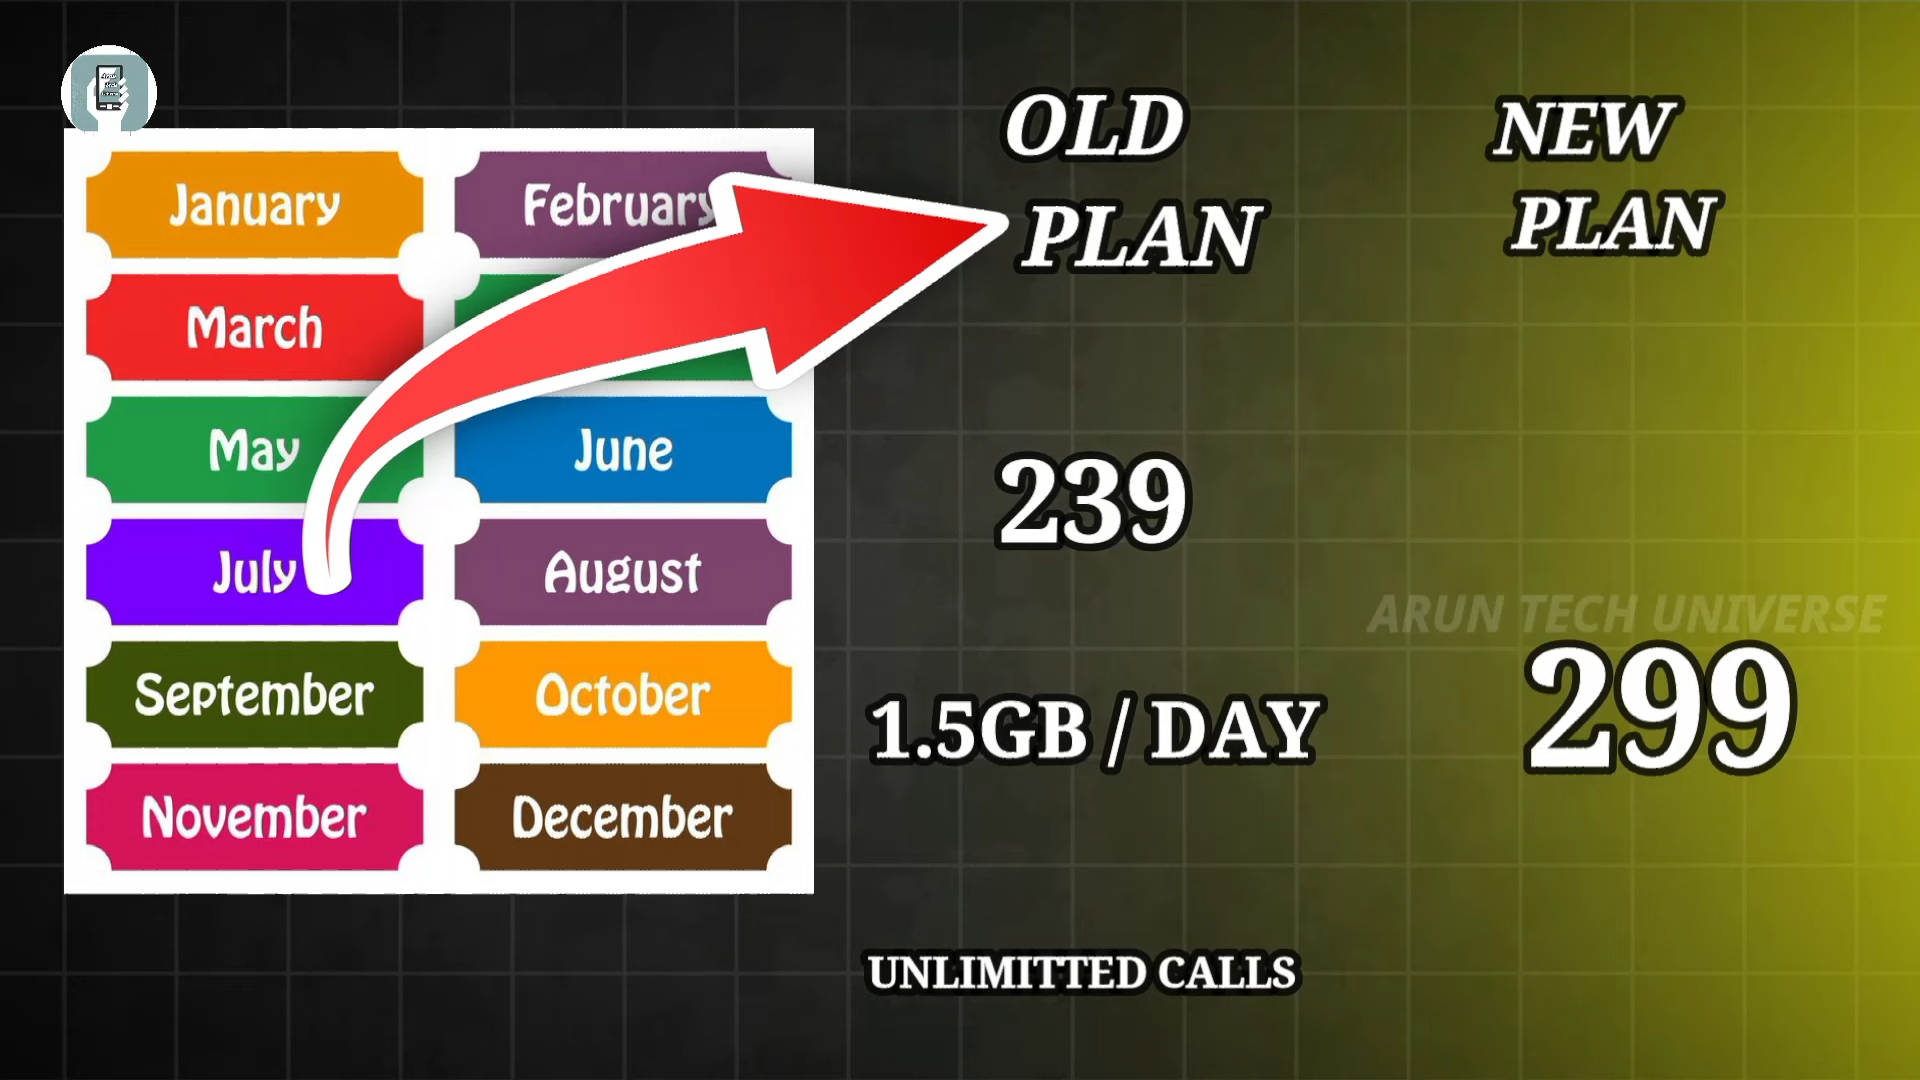 January
February
March
May
June
July
August
September
October
November
December
OLD
PLAN
239
1.5GB / DAY
UNLIMITTED CALLS
NEW
PLAN
ARUN TECH UNIVERSE
299